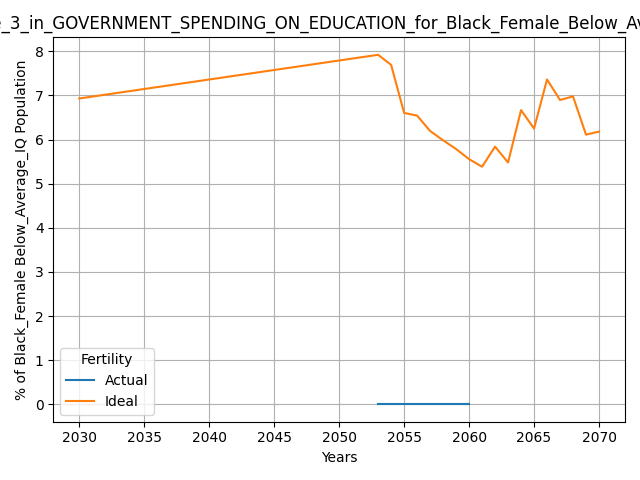 e_3_in_GOVERNMENT_SPENDING_ON_EDUCATION_for_Black_Female_Below_Av
% of Black_Female Below_Average_IQ Population
8
7
6
5
4
3
2
1
0
Fertility
Actual
Ideal
2030 2035 2040 2045 2050 2055 2060 2065 2070
Years